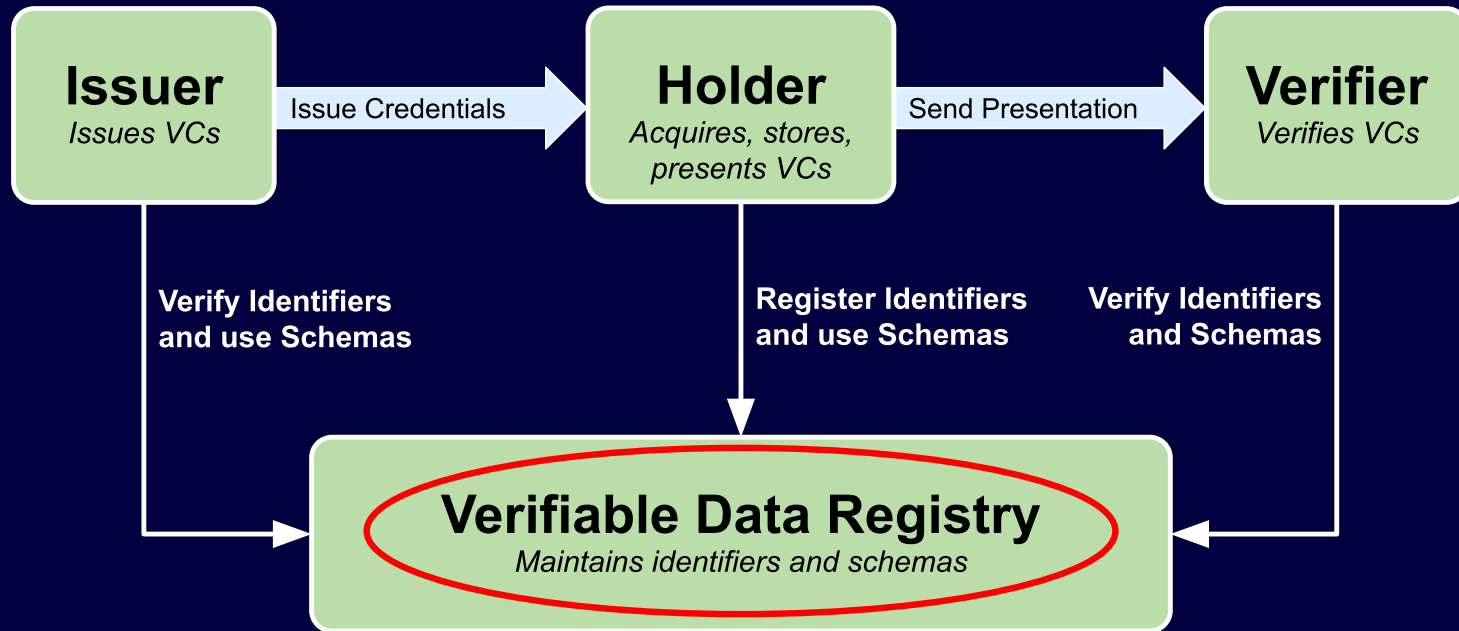 Issuer
Issues VCs
Issue Credentials
Holder
Acquires, stores,
presents VCs
Send Presentation
Verifier
Verifies VCs
Verify Identifiers
and use Schemas
Register Identifiers
and use Schemas
Verify Identifiers
and Schemas
Verifiable Data Registry
Maintains identifiers and schemas